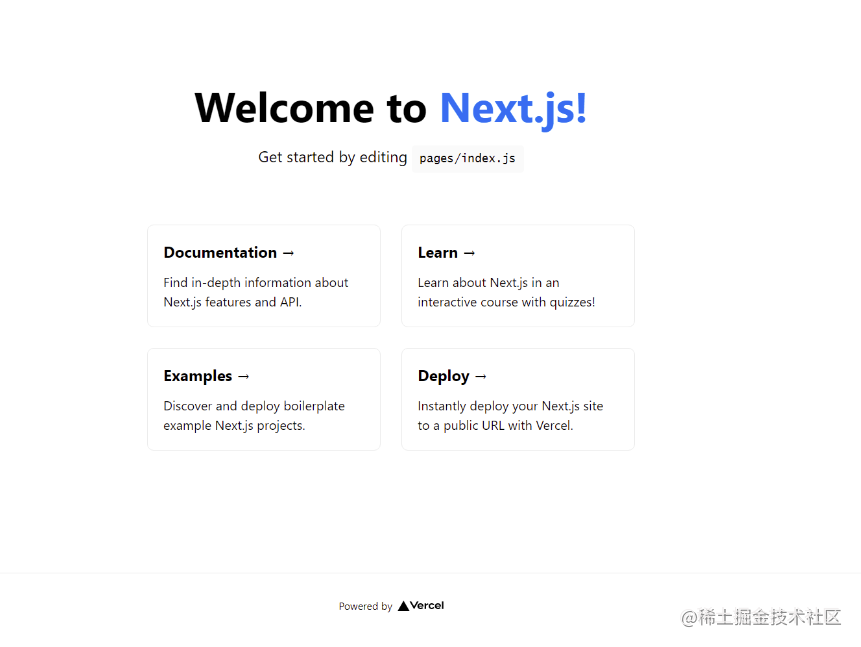 Welcome to Next.js!
Get started by editing pages/index.js
Documentation →
Find in-depth information about
Next.js features and API.
Learn →
Learn about Next.js in an
interactive course with quizzes!
Examples →
Discover and deploy boilerplate
example Next.js projects.
Deploy →
Instantly deploy your Next.js site
to a public URL with Vercel.
Powered by ▲Vercel
@稀土掘金技术社区